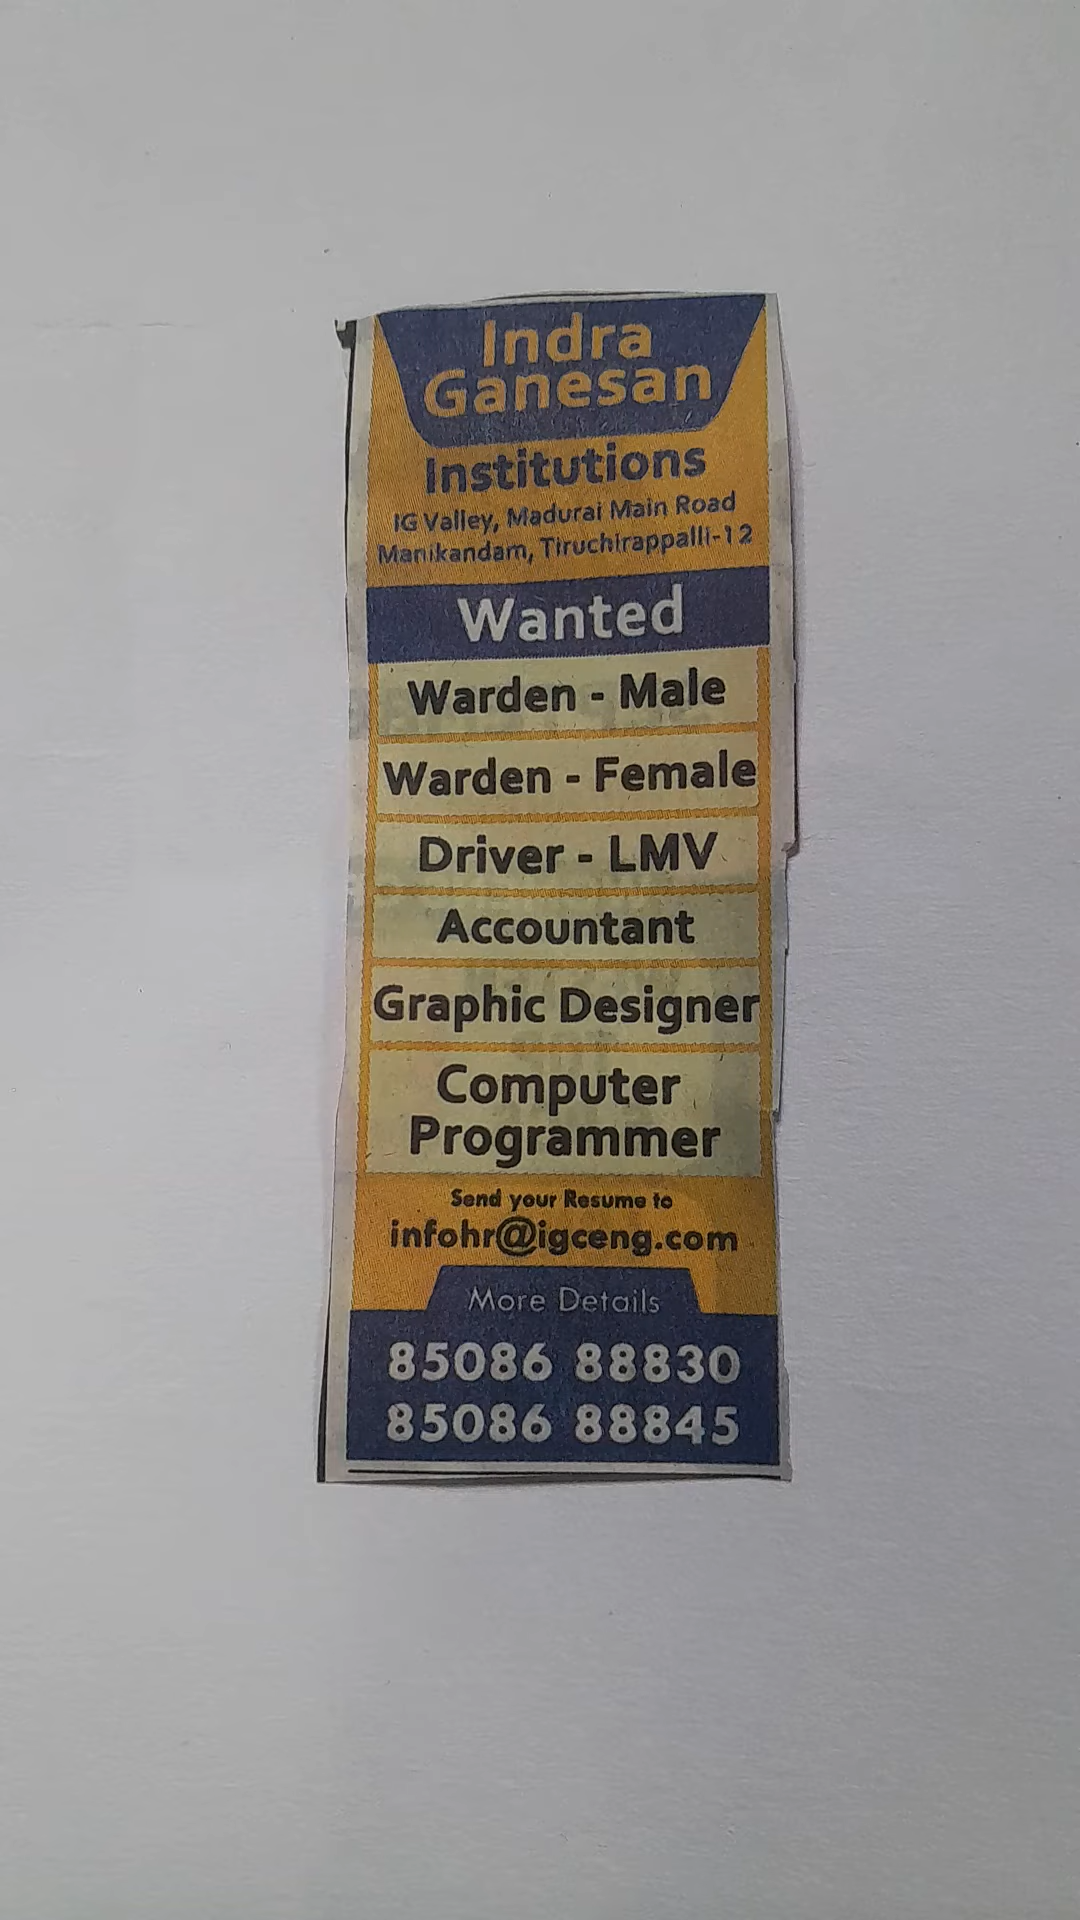 Indra
Ganesan
Institutions
IG Valley, Madurai Main Road
Manikandam, Tiruchirappalli-12
Wanted
Warden - Male
Warden - Female
Driver - LMV
Accountant
Graphic Designer
Computer
Programmer
Send your Resume to
infohr@igceng.com
More Details
85086 88830
85086 88845